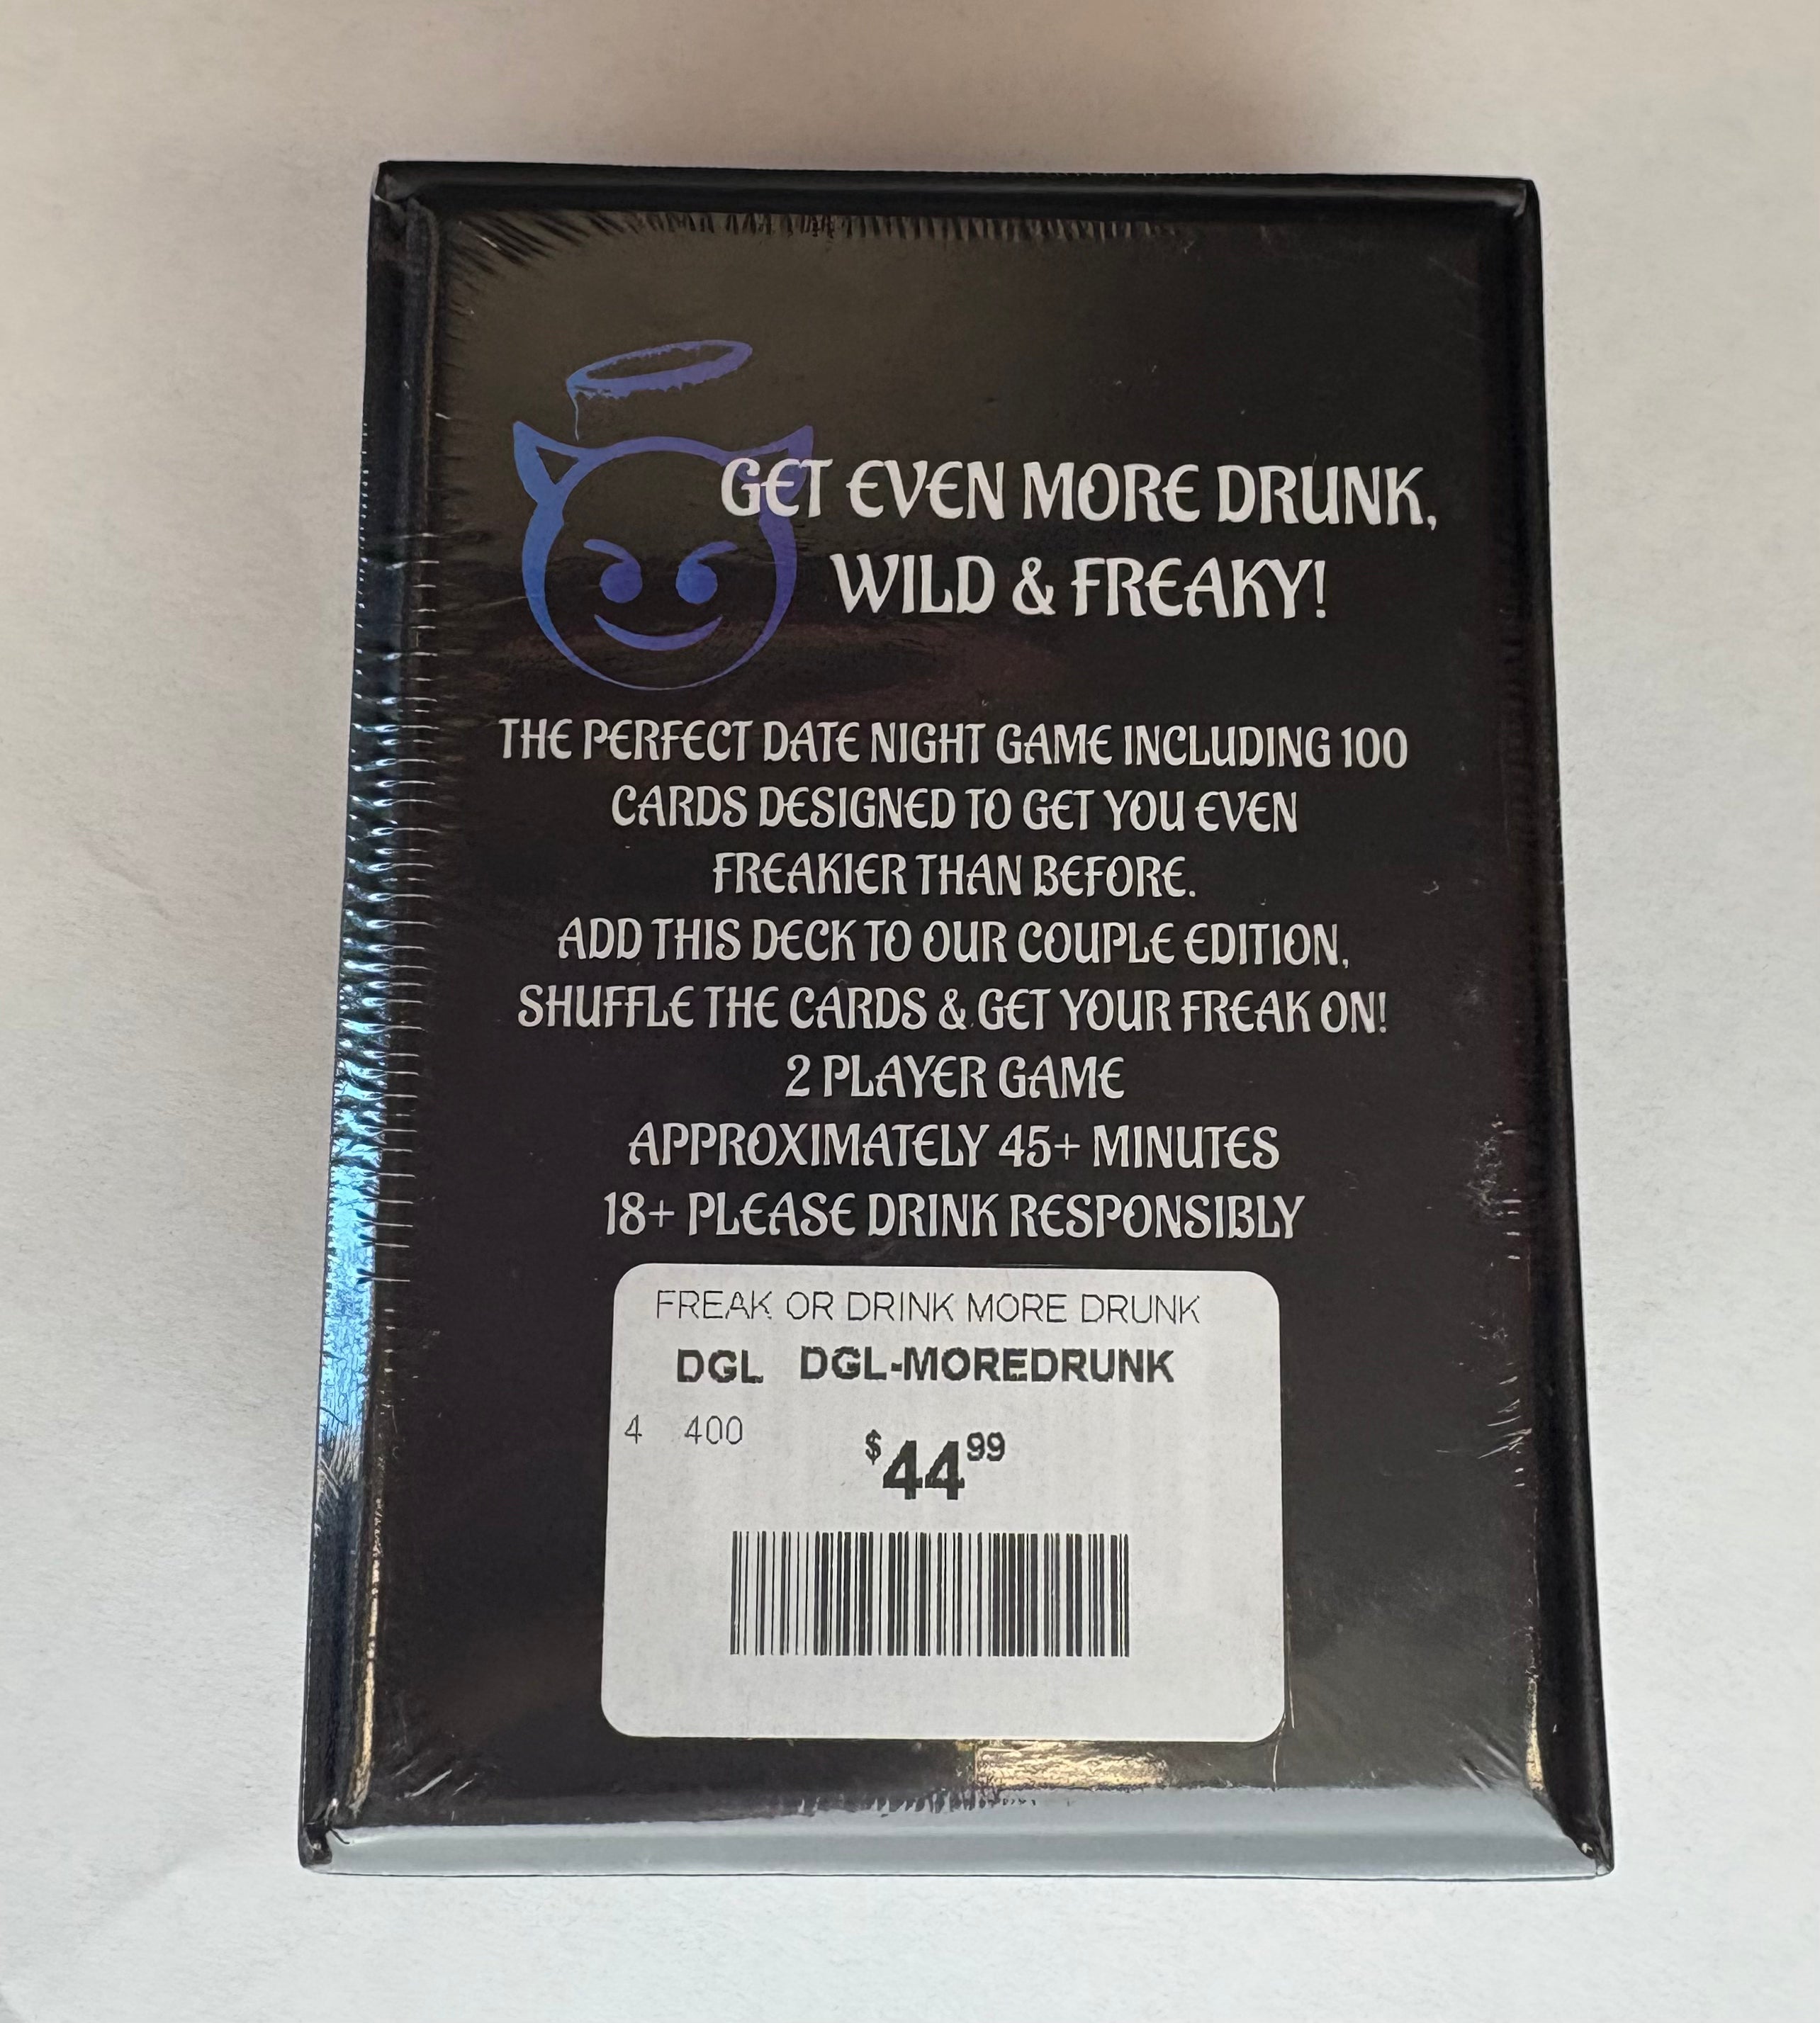 GET EVEN MORE DRUNK,
WILD & FREAKY!
THE PERFECT DATE NIGHT GAME INCLUDING 100
CARDS DESIGNED TO GET YOU EVEN
FREAKIER THAN BEFORE.
ADD THIS DECK TO OUR COUPLE EDITION,
SHUFFLE THE CARDS & GET YOUR FREAK ON!
2 PLAYER GAME
APPROXIMATELY 45+ MINUTES
18+ PLEASE DRINK RESPONSIBLY
FREAK OR DRINK MORE DRUNK
DGL DGL-MOREDRUNK
4 400 $44.99